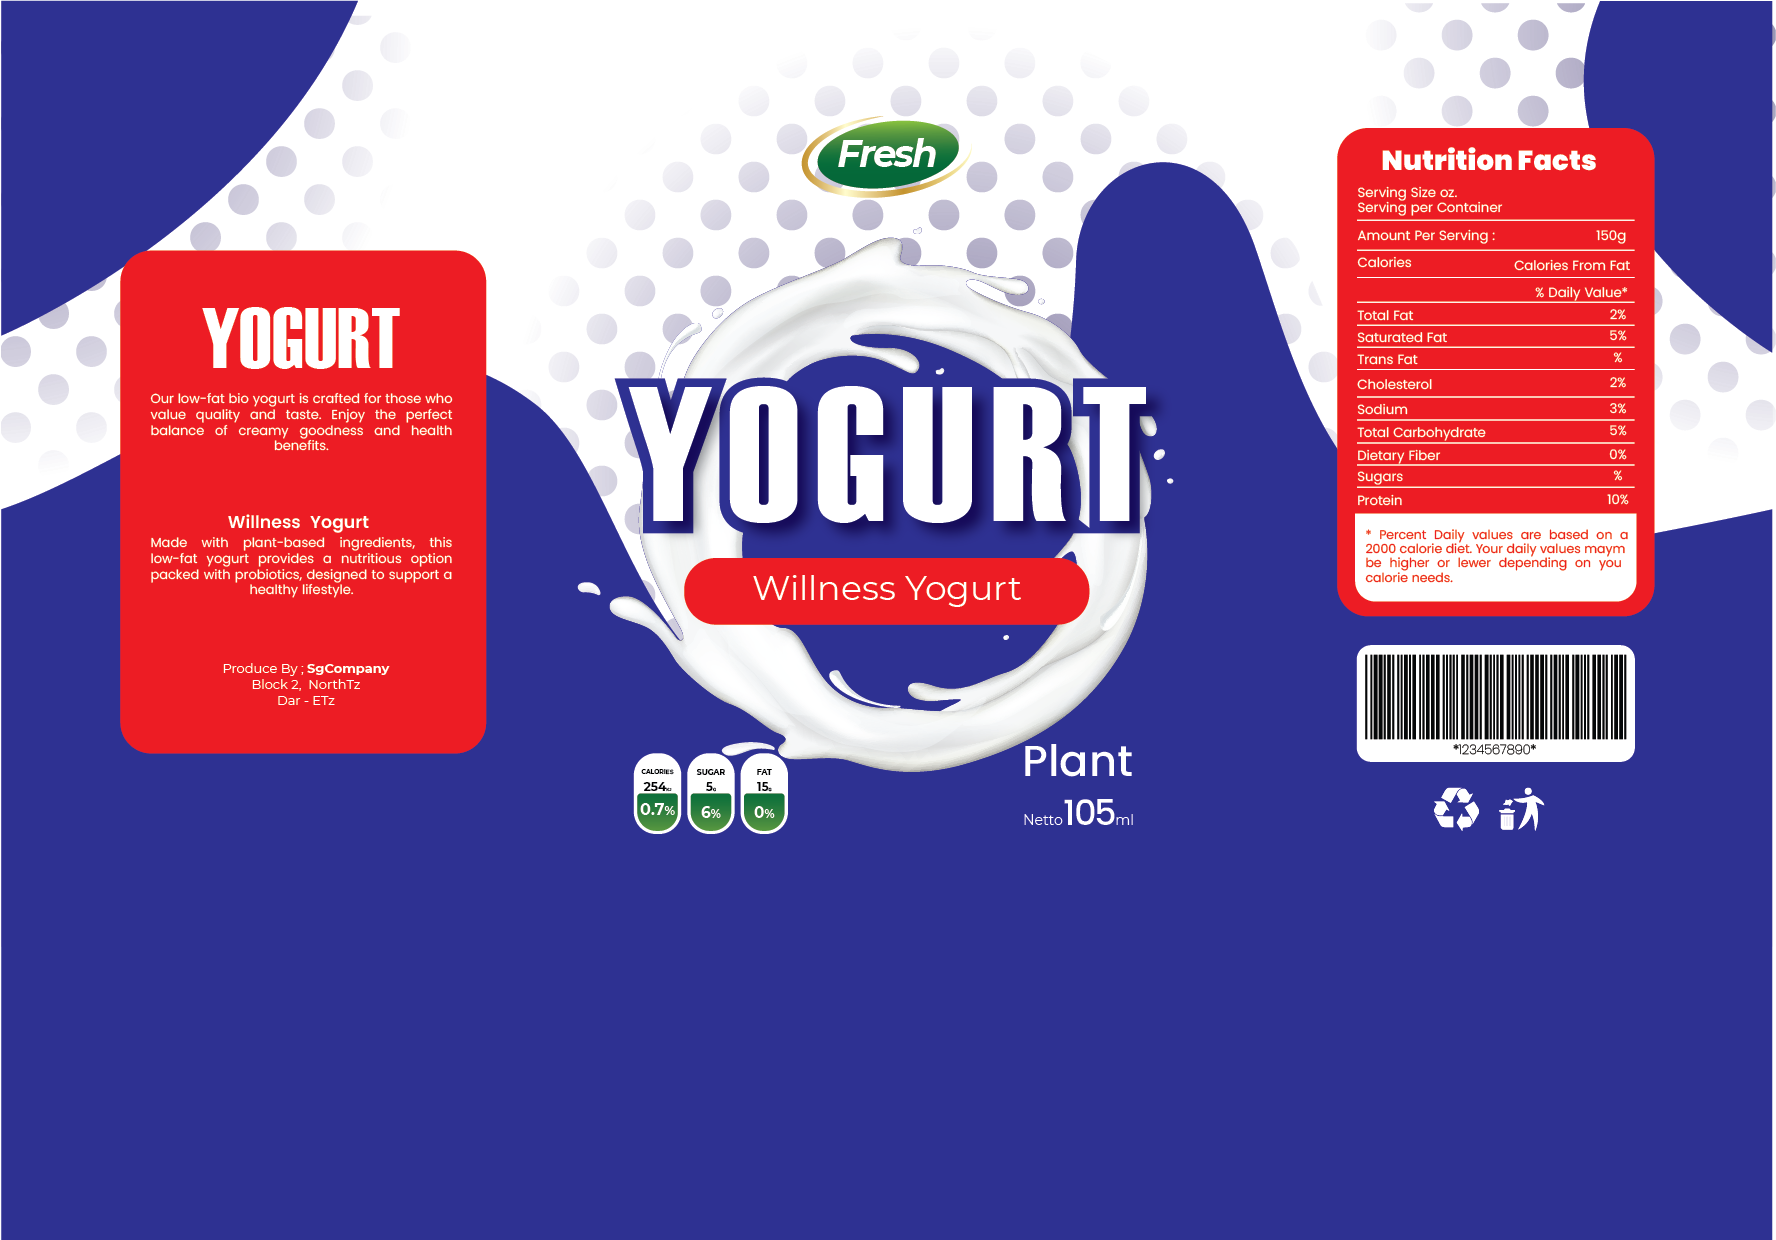 YOGURT
Our low-fat bio yogurt is crafted for those who
value quality and taste. Enjoy the perfect
balance of creamy goodness and health
benefits.
Willness Yogurt
Made with plant-based ingredients, this
low-fat yogurt provides a nutritious option
packed with probiotics, designed to support a
healthy lifestyle.
Produce By ; SgCompany
Block 2, NorthTz
Dar - ETz
Fresh
YOGURT
Willness Yogurt
CALORIES SUGAR FAT
254 5 15
0.7% 6% 0%
Plant
Netto 105ml
Nutrition Facts
Serving Size oz.
Serving per Container
Amount Per Serving : 150g
Calories Calories From Fat
% Daily Value*
Total Fat 2%
Saturated Fat 5%
Trans Fat %
Cholesterol 2%
Sodium 3%
Total Carbohydrate 5%
Dietary Fiber 0%
Sugars %
Protein 10%
* Percent Daily values are based on a
2000 calorie diet. Your daily values maym
be higher or lewer depending on you
calorie needs.
*1234567890*